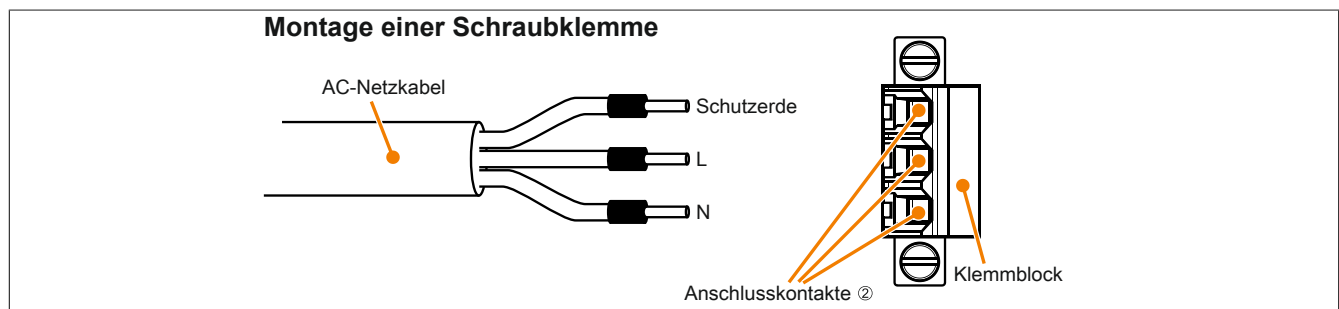 Montage einer Schraubklemme
AC-Netzkabel
Schutzerde
L
N
Anschlusskontakte ②
Klemmblock